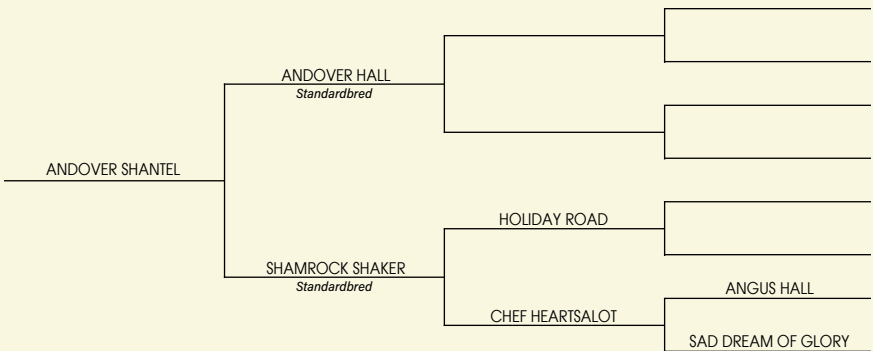 ANDOVER HALL
Standardbred
ANDOVER SHANTEL
HOLIDAY ROAD
SHAMROCK SHAKER
Standardbred
ANGUS HALL
CHEF HEARTSALOT
SAD DREAM OF GLORY